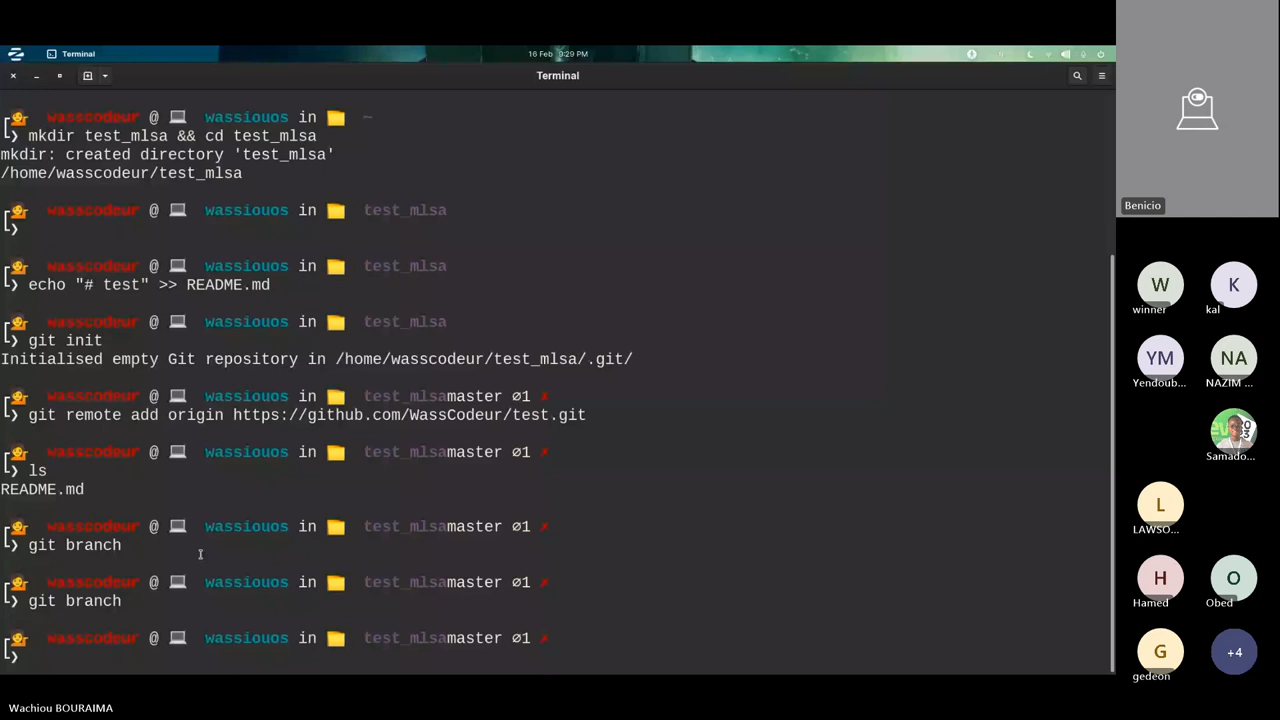 Terminal
16 Feb 9:29 PM
Terminal
wasscodeur @ wassiouos in ~
❯ mkdir test_mlsa && cd test_mlsa
mkdir: created directory 'test_mlsa'
/home/wasscodeur/test_mlsa
wasscodeur @ wassiouos in test_mlsa
❯
wasscodeur @ wassiouos in test_mlsa
❯ echo "# test" >> README.md
wasscodeur @ wassiouos in test_mlsa
❯ git init
Initialised empty Git repository in /home/wasscodeur/test_mlsa/.git/
wasscodeur @ wassiouos in test_mlsamaster ∅1 ✗
❯ git remote add origin https://github.com/WassCodeur/test.git
wasscodeur @ wassiouos in test_mlsamaster ∅1 ✗
❯ ls
README.md
wasscodeur @ wassiouos in test_mlsamaster ∅1 ✗
❯ git branch
wasscodeur @ wassiouos in test_mlsamaster ∅1 ✗
❯ git branch
wasscodeur @ wassiouos in test_mlsamaster ∅1 ✗
❯
Benicio
W K
winner kal
YM NA
Yendoub... NAZIM ...
Samado...
L
LAWSO...
H O
Hamed Obed
G +4
gedeon
Wachiou BOURAIMA